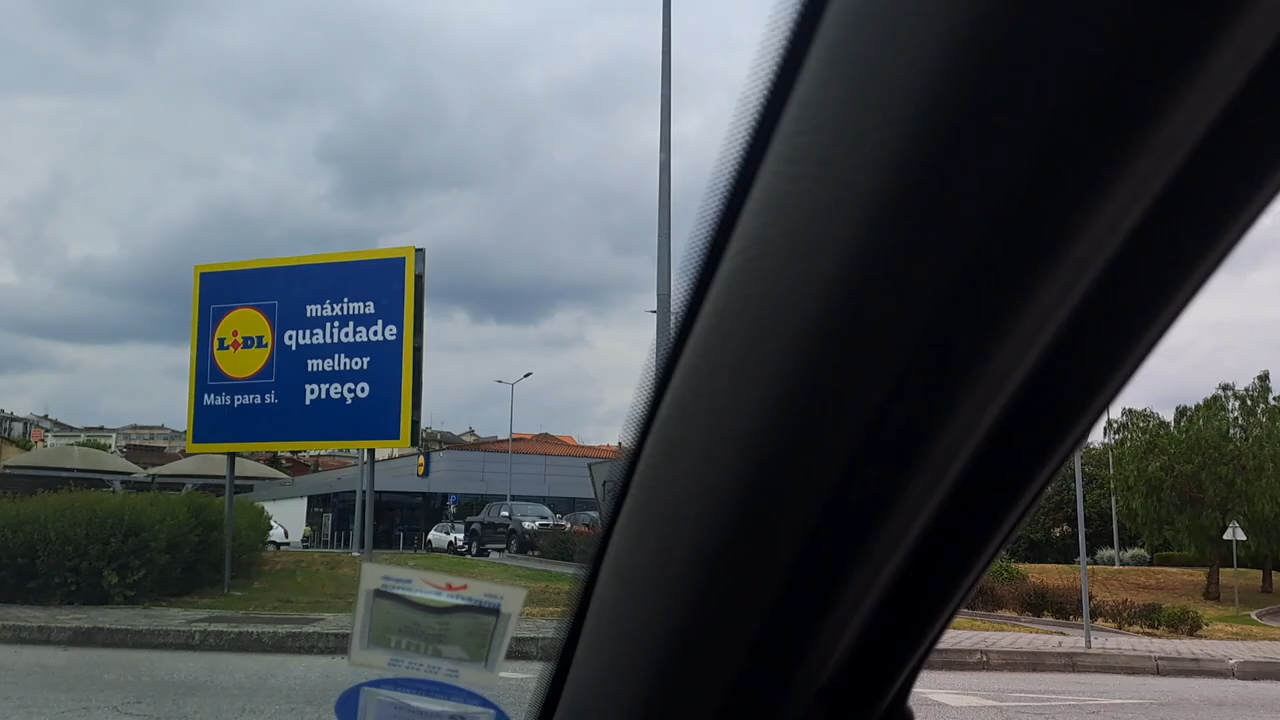 LIDL
Mais para si.
máxima
qualidade
melhor
preço